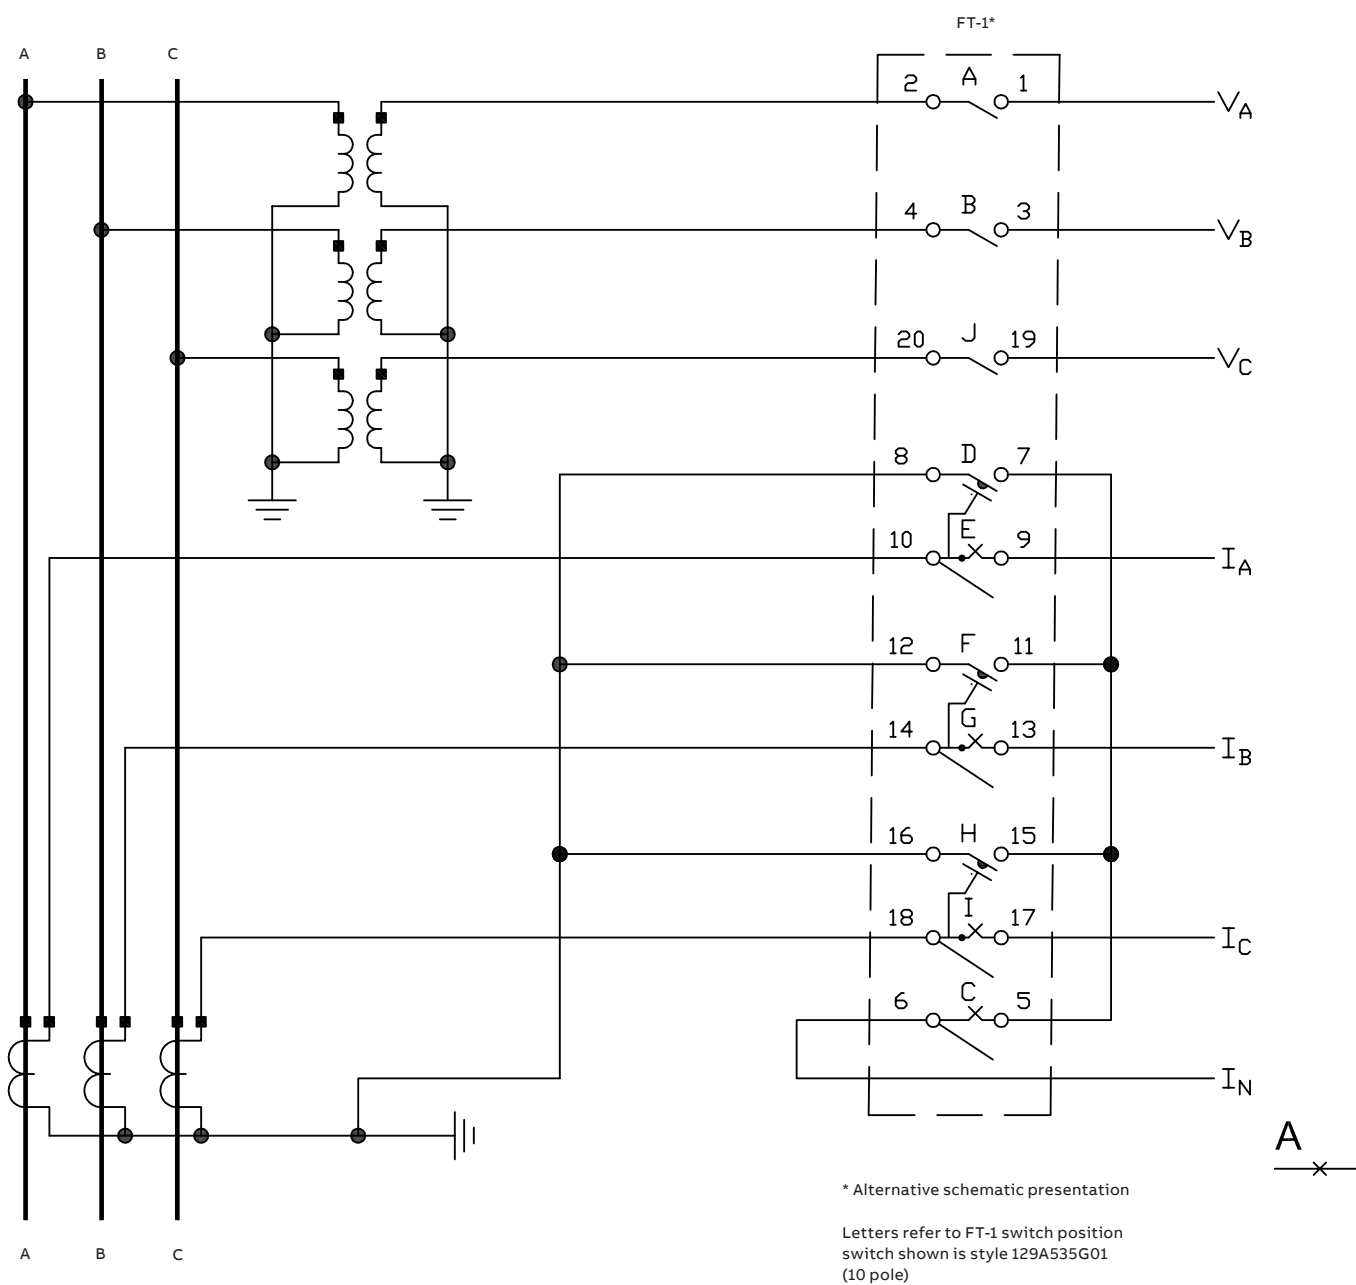 FT-1*
A B C
2 A 1 VA
4 B 3 VB
20 J 19 VC
8 D 7
10 E 9 IA
12 F 11
14 G 13 IB
16 H 15
18 I 17 IC
6 C 5
IN
A
* Alternative schematic presentation
Letters refer to FT-1 switch position
switch shown is style 129A535G01
(10 pole)
A B C